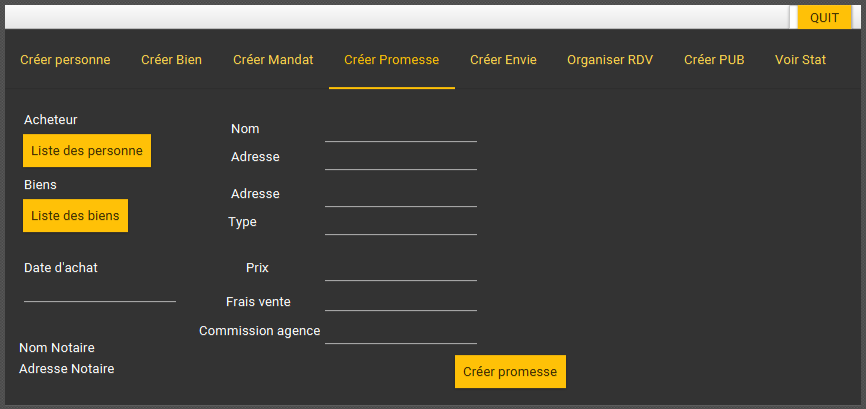 QUIT
Créer personne Créer Bien Créer Mandat Créer Promesse Créer Envie Organiser RDV Créer PUB Voir Stat
Acheteur
Liste des personne
Biens
Liste des biens
Nom
Adresse
Adresse
Type
Date d'achat
Prix
Frais vente
Commission agence
Nom Notaire
Adresse Notaire
Créer promesse